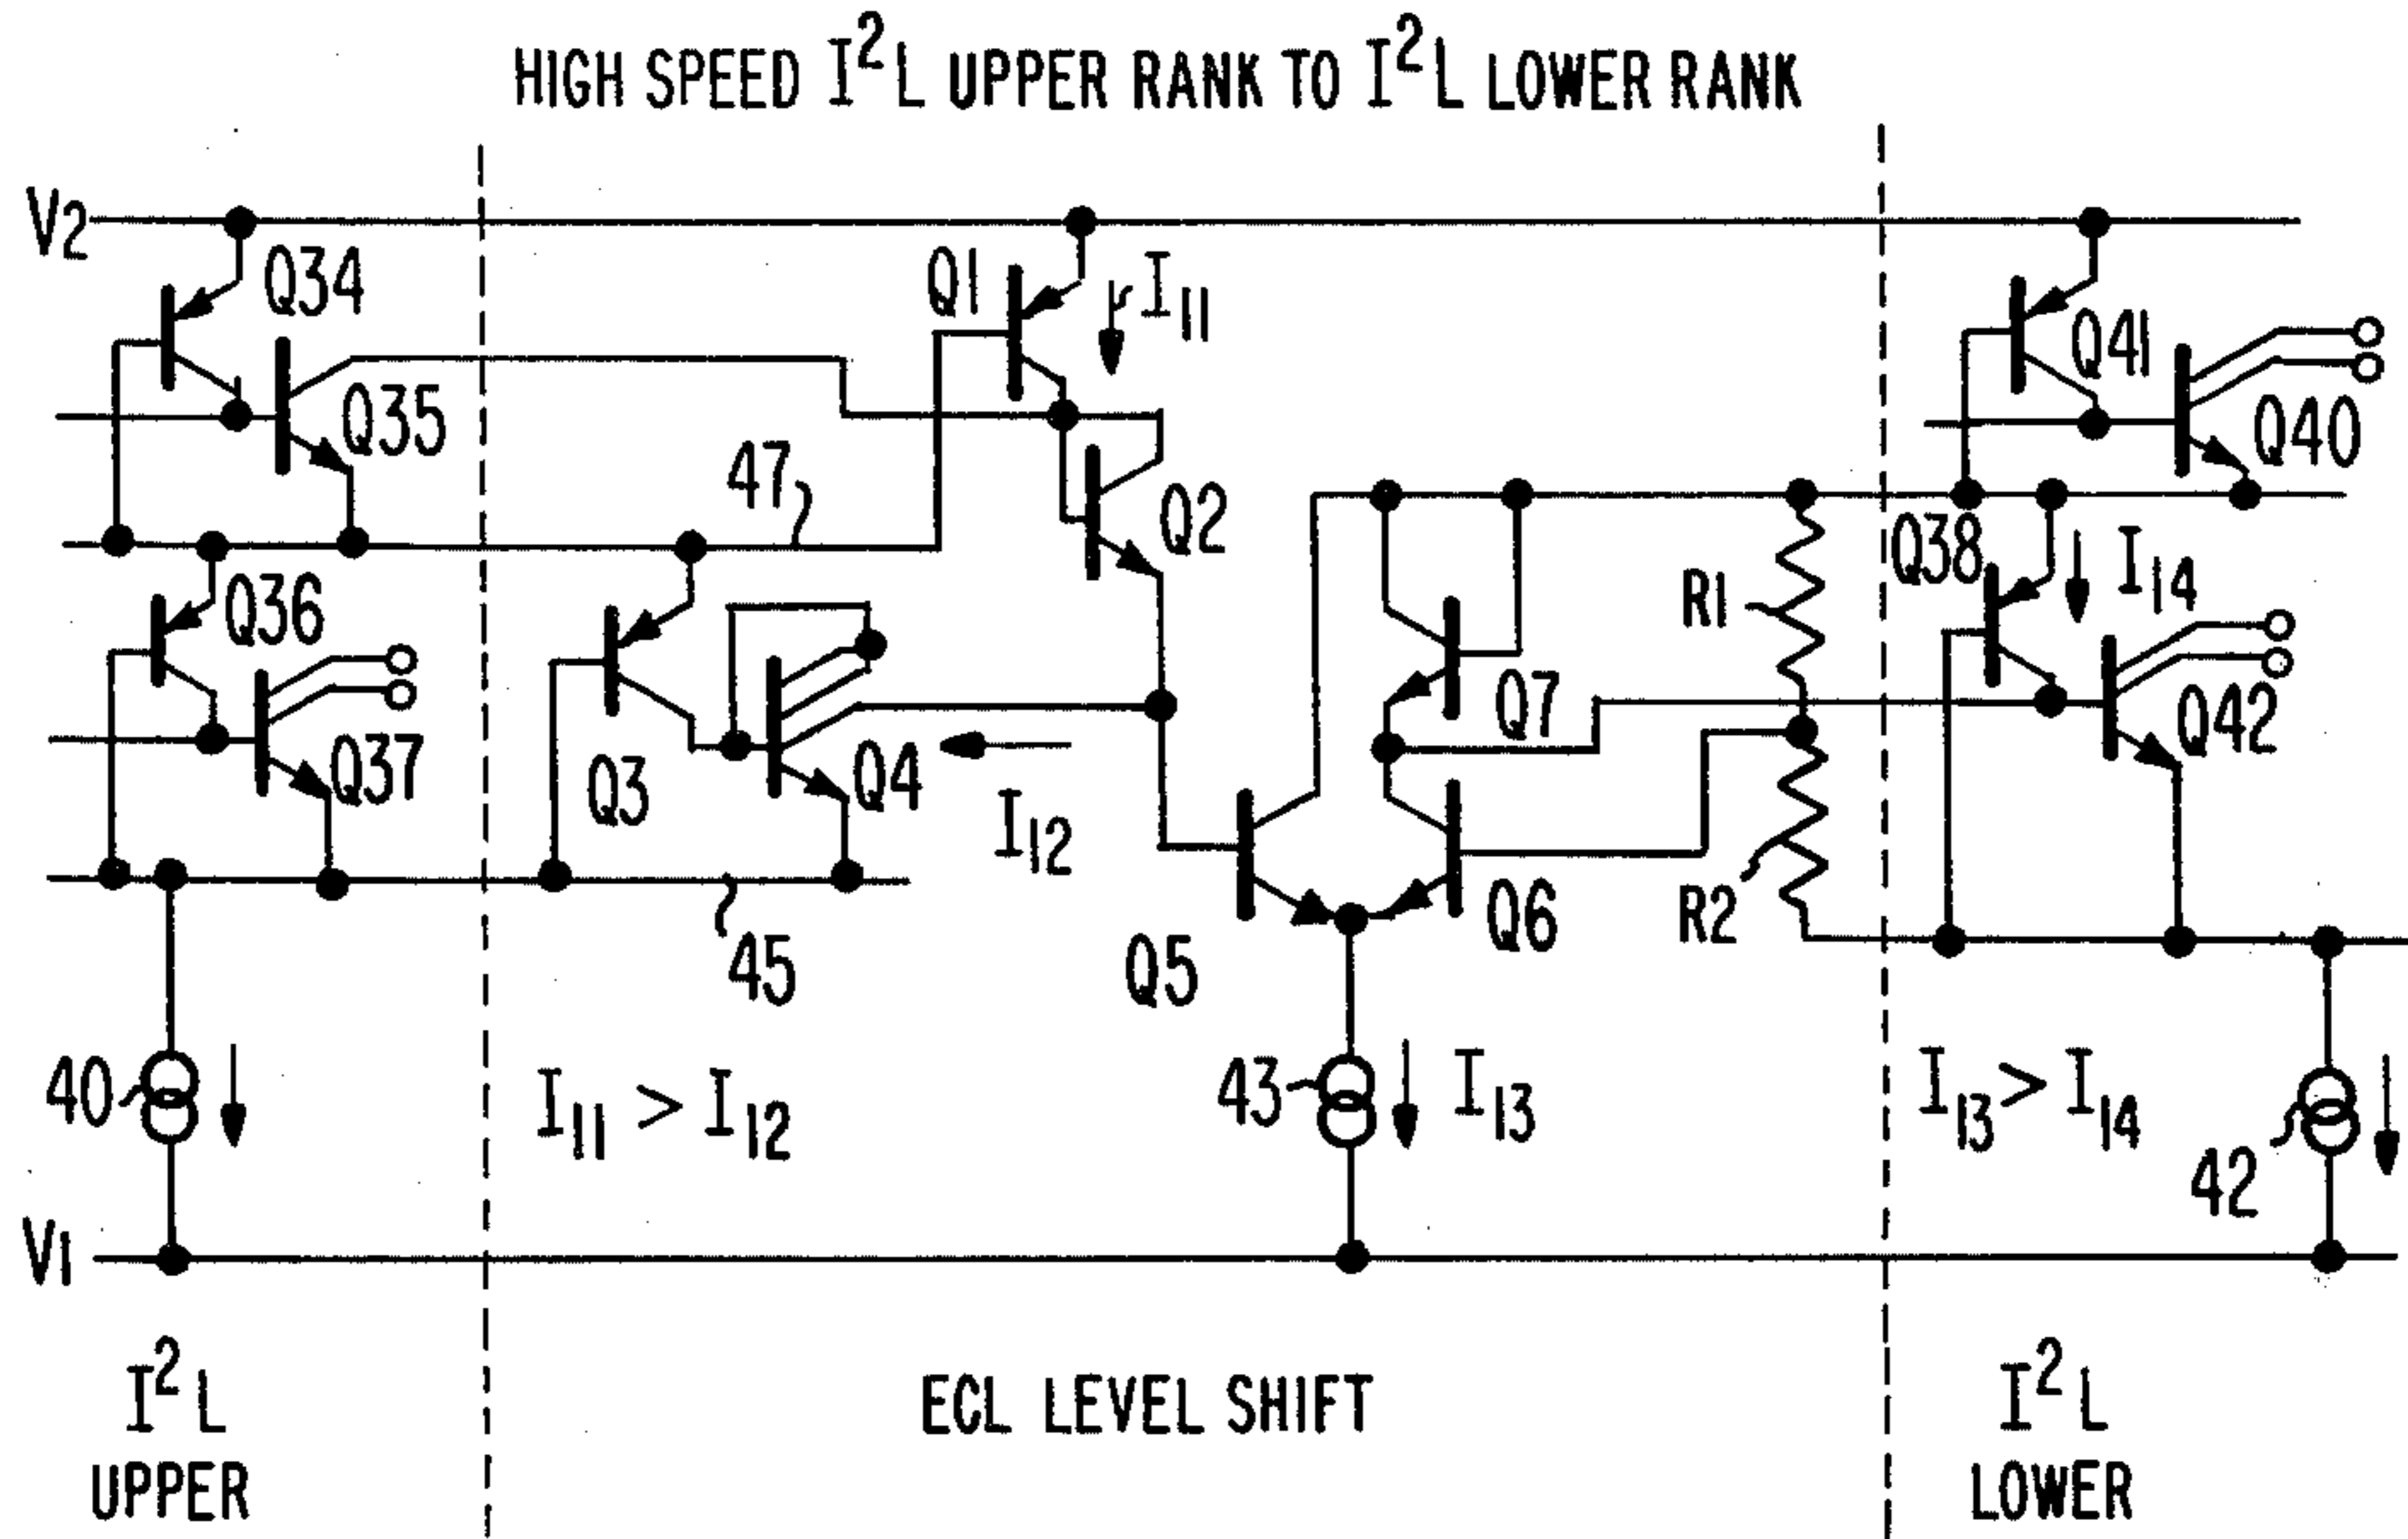 HIGH SPEED I²L UPPER RANK TO I²L LOWER RANK
V2
Q34
Q1
I11
Q41
Q35
Q40
47
Q2
Q38
I14
Q36
R1
Q7
Q42
Q37
Q3
Q4
I12
R2
Q6
45
Q5
40
I11 > I12
43
I13
I13 > I14
42
V1
I²L
UPPER
ECL LEVEL SHIFT
I²L
LOWER